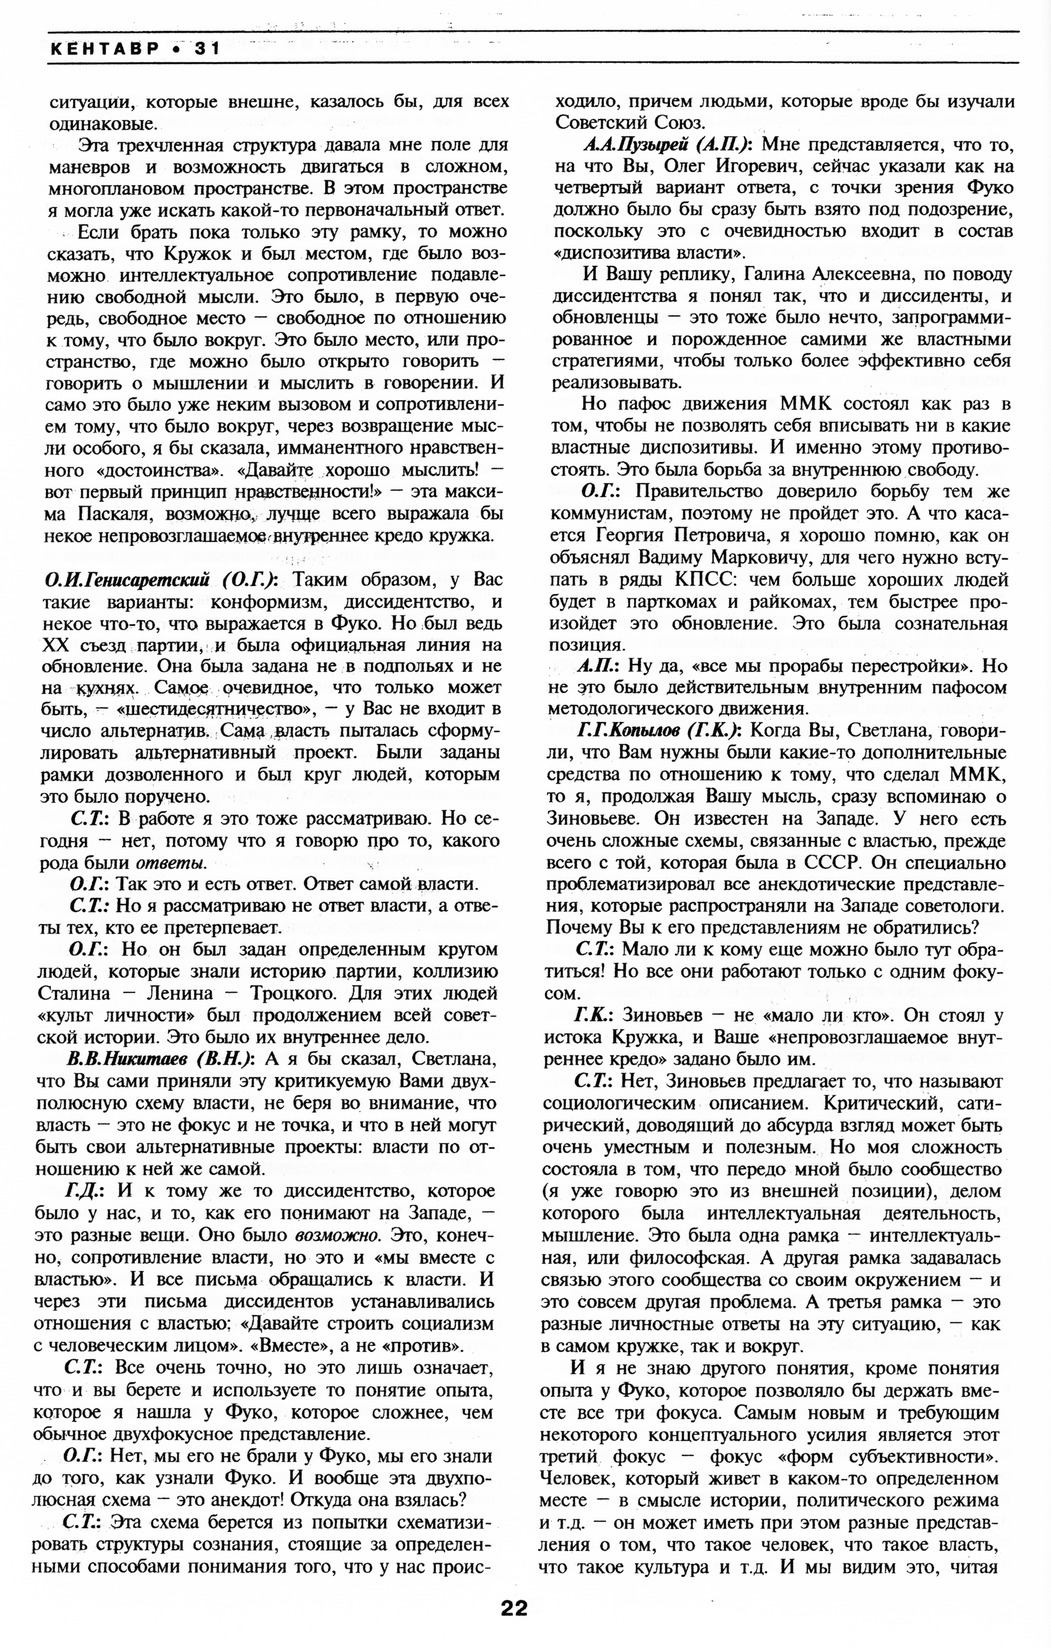 КЕНТАВР • 31
ситуации, которые внешне, казалось бы, для всех
одинаковые.
Эта трехчленная структура давала мне поле для
маневров и возможность двигаться в сложном,
многоплановом пространстве. В этом пространстве
я могла уже искать какой-то первоначальный ответ.
Если брать пока только эту рамку, то можно
сказать, что Кружок и был местом, где было воз-
можно интеллектуальное сопротивление подавле-
нию свободной мысли. Это было, в первую оче-
редь, свободное место — свободное по отношению
к тому, что было вокруг. Это было место, или про-
странство, где можно было открыто говорить —
говорить о мышлении и мыслить в говорении. И
само это было уже неким вызовом и сопротивлени-
ем тому, что было вокруг, через возвращение мыс-
ли особого, я бы сказала, имманентного нравствен-
ного «достоинства». «Давайте хорошо мыслить! —
вот первый принцип нравственности!» — эта макси-
ма Паскаля, возможно, лучще всего выражала бы
некое непровозглашаемое внутреннее кредо кружка.
О.И.Генисаретский (О.Г.): Таким образом, у Вас
такие варианты: конформизм, диссидентство, и
некое что-то, что выражается в Фуко. Но был ведь
XX съезд партии, и была официальная линия на
обновление. Она была задана не в подпольях и не
на кухнях. Самое очевидное, что только может
быть, — «шестидесятничество», — у Вас не входит в
число альтернатив. Сама власть пыталась сформу-
лировать альтернативный проект. Были заданы
рамки дозволенного и был круг людей, которым
это было поручено.
С.Т.: В работе я это тоже рассматриваю. Но се-
годня — нет, потому что я говорю про то, какого
рода были ответы.
О.Г.: Так это и есть ответ. Ответ самой власти.
С.Т.: Но я рассматриваю не ответ власти, а отве-
ты тех, кто ее претерпевает.
О.Г.: Но он был задан определенным кругом
людей, которые знали историю партии, коллизию
Сталина — Ленина — Троцкого. Для этих людей
«культ личности» был продолжением всей совет-
ской истории. Это было их внутреннее дело.
В.В.Никитаев (В.Н.): А я бы сказал, Светлана,
что Вы сами приняли эту критикуемую Вами двух-
полюсную схему власти, не беря во внимание, что
власть — это не фокус и не точка, и что в ней могут
быть свои альтернативные проекты: власти по от-
ношению к ней же самой.
Г.Д.: И к тому же то диссидентство, которое
было у нас, и то, как его понимают на Западе, —
это разные вещи. Оно было возможно. Это, конеч-
но, сопротивление власти, но это и «мы вместе с
властью». И все письма обращались к власти. И
через эти письма диссидентов устанавливались
отношения с властью: «Давайте строить социализм
с человеческим лицом». «Вместе», а не «против».
С.Т.: Все очень точно, но это лишь означает,
что и вы берете и используете то понятие опыта,
которое я нашла у Фуко, которое сложнее, чем
обычное двухфокусное представление.
О.Г.: Нет, мы его не брали у Фуко, мы его знали
до того, как узнали Фуко. И вообще эта двухпо-
люсная схема — это анекдот! Откуда она взялась?
С.Т.: Эта схема берется из попытки схематизи-
ровать структуры сознания, стоящие за определен-
ными способами понимания того, что у нас проис-
ходило, причем людьми, которые вроде бы изучали
Советский Союз.
А.А.Пузырей (А.П.): Мне представляется, что то,
на что Вы, Олег Игоревич, сейчас указали как на
четвертый вариант ответа, с точки зрения Фуко
должно было бы сразу быть взято под подозрение,
поскольку это с очевидностью входит в состав
«диспозитива власти».
И Вашу реплику, Галина Алексеевна, по поводу
диссидентства я понял так, что и диссиденты, и
обновленцы — это тоже было нечто, запрограмми-
рованное и порожденное самими же властными
стратегиями, чтобы только более эффективно себя
реализовывать.
Но пафос движения ММК состоял как раз в
том, чтобы не позволять себя вписывать ни в какие
властные диспозитивы. И именно этому противо-
стоять. Это была борьба за внутреннюю свободу.
О.Г.: Правительство доверило борьбу тем же
коммунистам, поэтому не пройдет это. А что каса-
ется Георгия Петровича, я хорошо помню, как он
объяснял Вадиму Марковичу, для чего нужно всту-
пать в ряды КПСС: чем больше хороших людей
будет в парткомах и райкомах, тем быстрее про-
изойдет это обновление. Это была сознательная
позиция.
А.П.: Ну да, «все мы прорабы перестройки». Но
не это было действительным внутренним пафосом
методологического движения.
Г.Г.Копылов (Г.К.): Когда Вы, Светлана, говори-
ли, что Вам нужны были какие-то дополнительные
средства по отношению к тому, что сделал ММК,
то я, продолжая Вашу мысль, сразу вспоминаю о
Зиновьеве. Он известен на Западе. У него есть
очень сложные схемы, связанные с властью, прежде
всего с той, которая была в СССР. Он специально
проблематизировал все анекдотические представле-
ния, которые распространяли на Западе советологи.
Почему Вы к его представлениям не обратились?
С.Т.: Мало ли к кому еще можно было тут обра-
титься! Но все они работают только с одним фоку-
сом.
Г.К.: Зиновьев — не «мало ли кто». Он стоял у
истока Кружка, и Ваше «непровозглашаемое внут-
реннее кредо» задано было им.
С.Т.: Нет, Зиновьев предлагает то, что называют
социологическим описанием. Критический, сати-
рический, доводящий до абсурда взгляд может быть
очень уместным и полезным. Но моя сложность
состояла в том, что передо мной было сообщество
(я уже говорю это из внешней позиции), делом
которого была интеллектуальная деятельность,
мышление. Это была одна рамка — интеллектуаль-
ная, или философская. А другая рамка задавалась
связью этого сообщества со своим окружением — и
это совсем другая проблема. А третья рамка — это
разные личностные ответы на эту ситуацию, — как
в самом кружке, так и вокруг.
И я не знаю другого понятия, кроме понятия
опыта у Фуко, которое позволяло бы держать вме-
сте все три фокуса. Самым новым и требующим
некоторого концептуального усилия является этот
третий фокус — фокус «форм субъективности».
Человек, который живет в каком-то определенном
месте — в смысле истории, политического режима
и т.д. — он может иметь при этом разные представ-
ления о том, что такое человек, что такое власть,
что такое культура и т.д. И мы видим это, читая
22